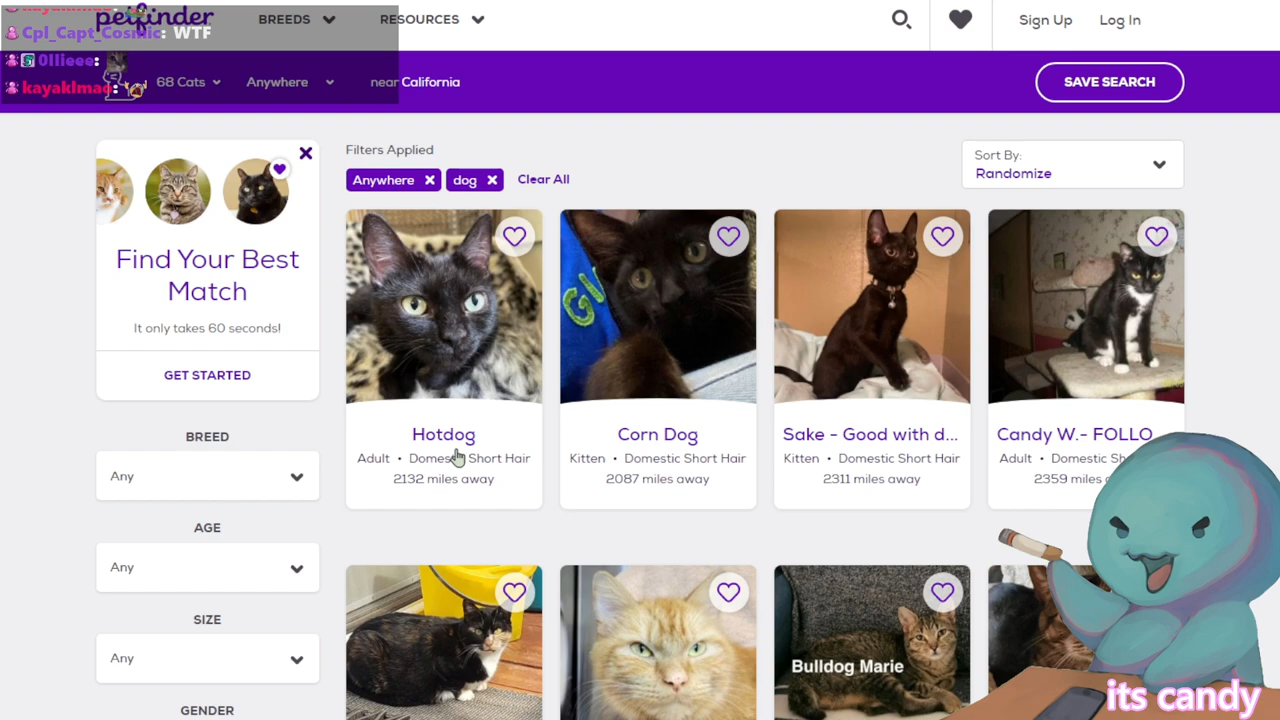 petfinder
BREEDS
RESOURCES
Sign Up
Log In
Cpl_Capt_Cosmic: WTF
0llieee:
kayaklmao:
68 Cats
Anywhere
near California
SAVE SEARCH
Find Your Best
Match
It only takes 60 seconds!
GET STARTED
BREED
Any
AGE
Any
SIZE
Any
GENDER
Filters Applied
Anywhere
dog
Clear All
Sort By:
Randomize
Hotdog
Adult • Domestic Short Hair
2132 miles away
GI
Corn Dog
Kitten • Domestic Short Hair
2087 miles away
Sake - Good with d...
Kitten • Domestic Short Hair
2311 miles away
Candy W.- FOLLO
Adult • Domestic Short
2359 miles
Bulldog Marie
its candy